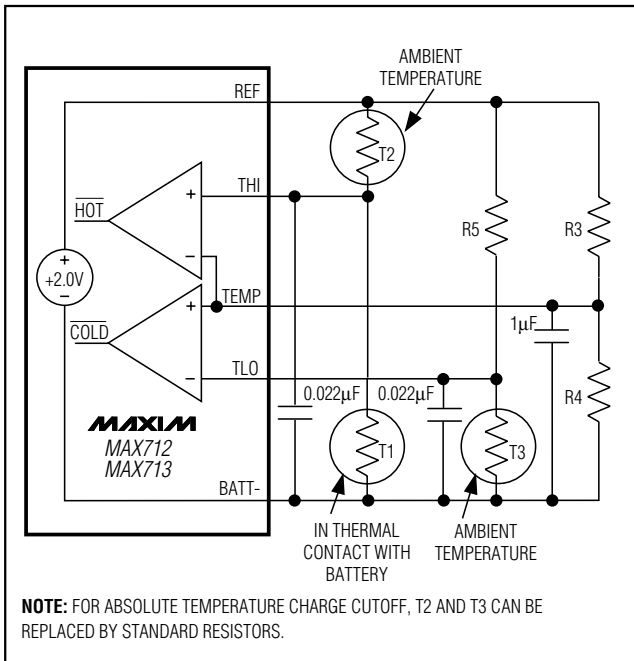 AMBIENT
TEMPERATURE
REF
T2
THI
HOT
R5
R3
+
−
+2.0V
+
−
TEMP
+
COLD
1µF
TLO
−
0.022µF
0.022µF
R4
MAXIM
MAX712
MAX713
T1
T3
BATT-
IN THERMAL
CONTACT WITH
BATTERY
AMBIENT
TEMPERATURE
NOTE: FOR ABSOLUTE TEMPERATURE CHARGE CUTOFF, T2 AND T3 CAN BE
REPLACED BY STANDARD RESISTORS.